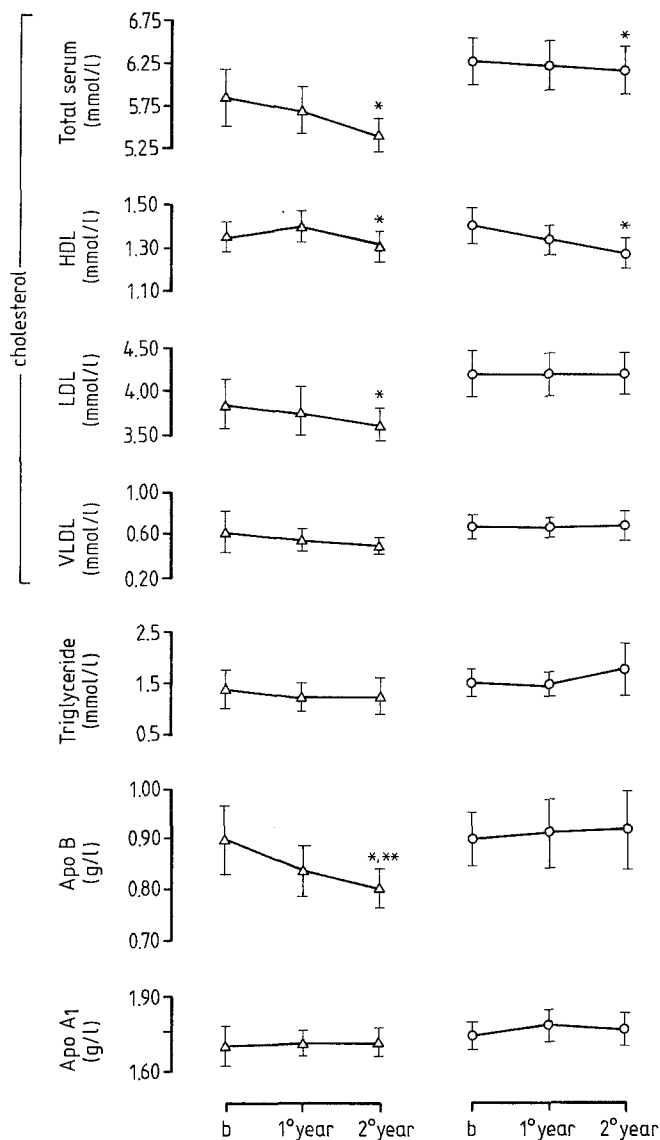 cholesterol
Total serum
(mmol/l)
6.75
6.25
5.75
5.25
*
*
HDL
(mmol/l)
1.50
1.30
1.10
*
*
LDL
(mmol/l)
4.50
4.00
3.50
*
VLDL
(mmol/l)
1.00
0.60
0.20
Triglyceride
(mmol/l)
2.5
1.5
0.5
Apo B
(g/l)
1.00
0.90
0.80
0.70
*,**
Apo A1
(g/l)
1.90
1.60
b 1°year 2°year b 1°year 2°year